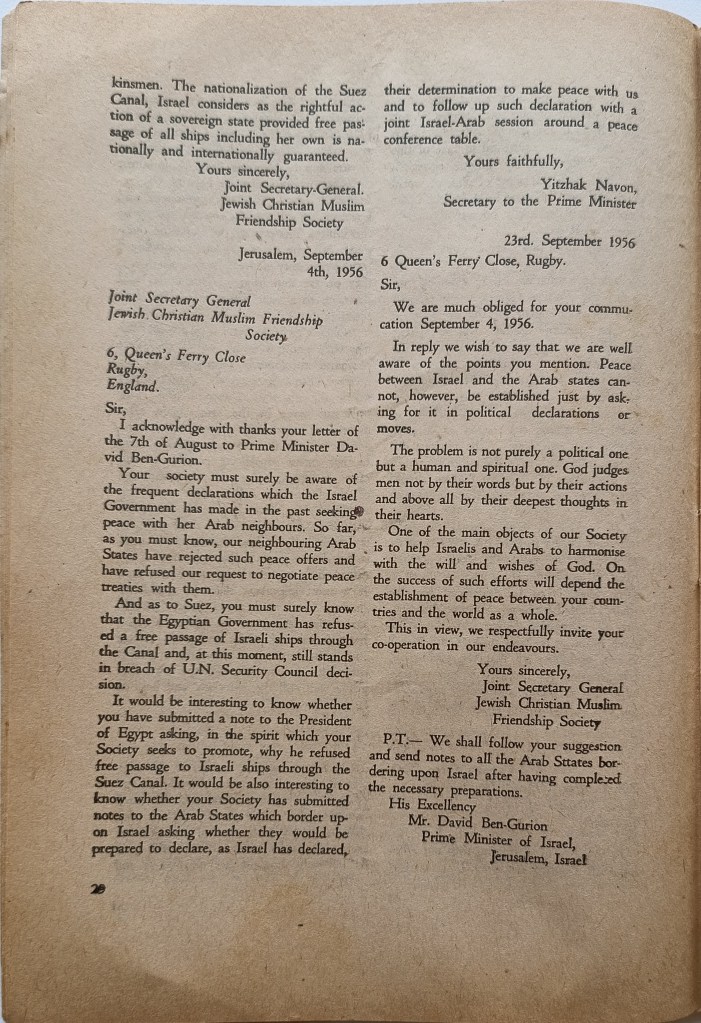 kinsmen. The nationalization of the Suez
Canal, Israel considers as the rightful ac-
tion of a sovereign state provided free pas-
sage of all ships including her own is na-
tionally and internationally guaranteed.
Yours sincerely,
Joint Secretary-General.
Jewish Christian Muslim
Friendship Society
Jerusalem, September
4th, 1956
Joint Secretary General
Jewish Christian Muslim Friendship
Society
6, Queen's Ferry Close
Rugby,
England.
Sir,
I acknowledge with thanks your letter of
the 7th of August to Prime Minister Da-
vid Ben-Gurion.
Your society must surely be aware of
the frequent declarations which the Israel
Government has made in the past seeking
peace with her Arab neighbours. So far,
as you must know, our neighbouring Arab
States have rejected such peace offers and
have refused our request to negotiate peace
treaties with them.
And as to Suez, you must surely know
that the Egyptian Government has refus-
ed a free passage of Israeli ships through
the Canal and, at this moment, still stands
in breach of U.N. Security Council deci-
sion.
It would be interesting to know whether
you have submitted a note to the President
of Egypt asking, in the spirit which your
Society seeks to promote, why he refused
free passage to Israeli ships through the
Suez Canal. It would be also interesting to
know whether your Society has submitted
notes to the Arab States which border up-
on Israel asking whether they would be
prepared to declare, as Israel has declared,
20
their determination to make peace with us
and to follow up such declaration with a
joint Israel-Arab session around a peace
conference table.
Yours faithfully,
Yitzhak Navon,
Secretary to the Prime Minister
23rd. September 1956
6 Queen's Ferry Close, Rugby.
Sir,
We are much obliged for your commu-
cation September 4, 1956.
In reply we wish to say that we are well
aware of the points you mention. Peace
between Israel and the Arab states can-
not, however, be established just by ask-
ing for it in political declarations or
moves.
The problem is not purely a political one
but a human and spiritual one. God judges
men not by their words but by their actions
and above all by their deepest thoughts in
their hearts.
One of the main objects of our Society
is to help Israelis and Arabs to harmonise
with the will and wishes of God. On
the success of such efforts will depend the
establishment of peace between your coun-
tries and the world as a whole.
This in view, we respectfully invite your
co-operation in our endeavours.
Yours sincerely,
Joint Secretary General
Jewish Christian Muslim
Friendship Society
P.T.— We shall follow your suggestion
and send notes to all the Arab Sttates bor-
dering upon Israel after having completed
the necessary preparations.
His Excellency
Mr. David Ben-Gurion
Prime Minister of Israel,
Jerusalem, Israel